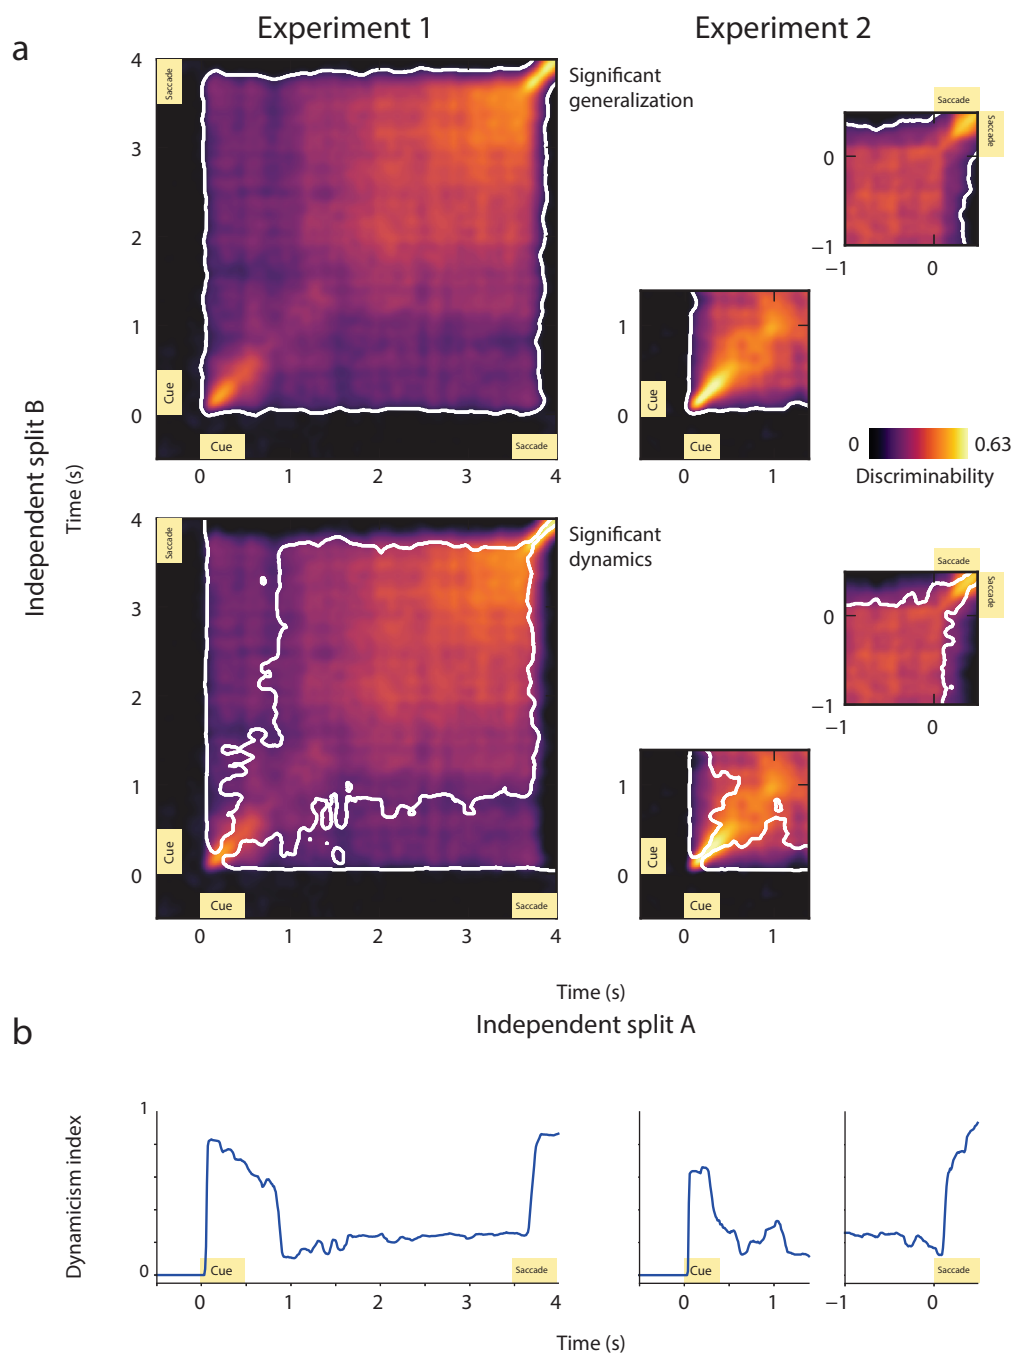 a
Experiment 1
Experiment 2
4
3
2
1
0
Saccade
Cue
Cue
Saccade
0
1
2
3
4
Significant
generalization
Saccade
Saccade
0
−1
−1
0
1
0
Cue
Cue
0
1
0
0.63
Discriminability
Independent split B
Time (s)
4
3
2
1
0
Saccade
Cue
Cue
Saccade
0
1
2
3
4
Significant
dynamics
Saccade
Saccade
0
−1
−1
0
1
0
Cue
Cue
0
1
Time (s)
Independent split A
b
Dynamicism index
1
0
Cue
Saccade
0
1
2
3
4
Cue
0
1
Saccade
−1
0
Time (s)